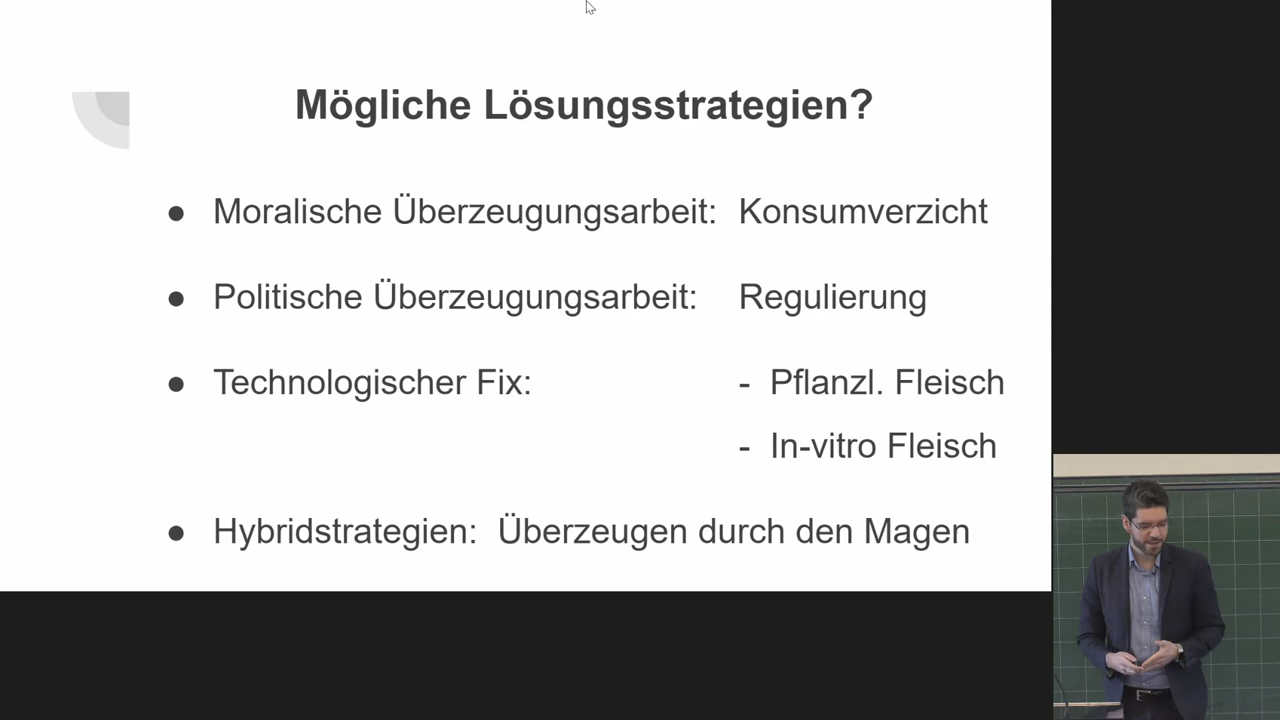 Mögliche Lösungsstrategien?
● Moralische Überzeugungsarbeit: Konsumverzicht
● Politische Überzeugungsarbeit: Regulierung
● Technologischer Fix: - Pflanzl. Fleisch
- In-vitro Fleisch
● Hybridstrategien: Überzeugen durch den Magen